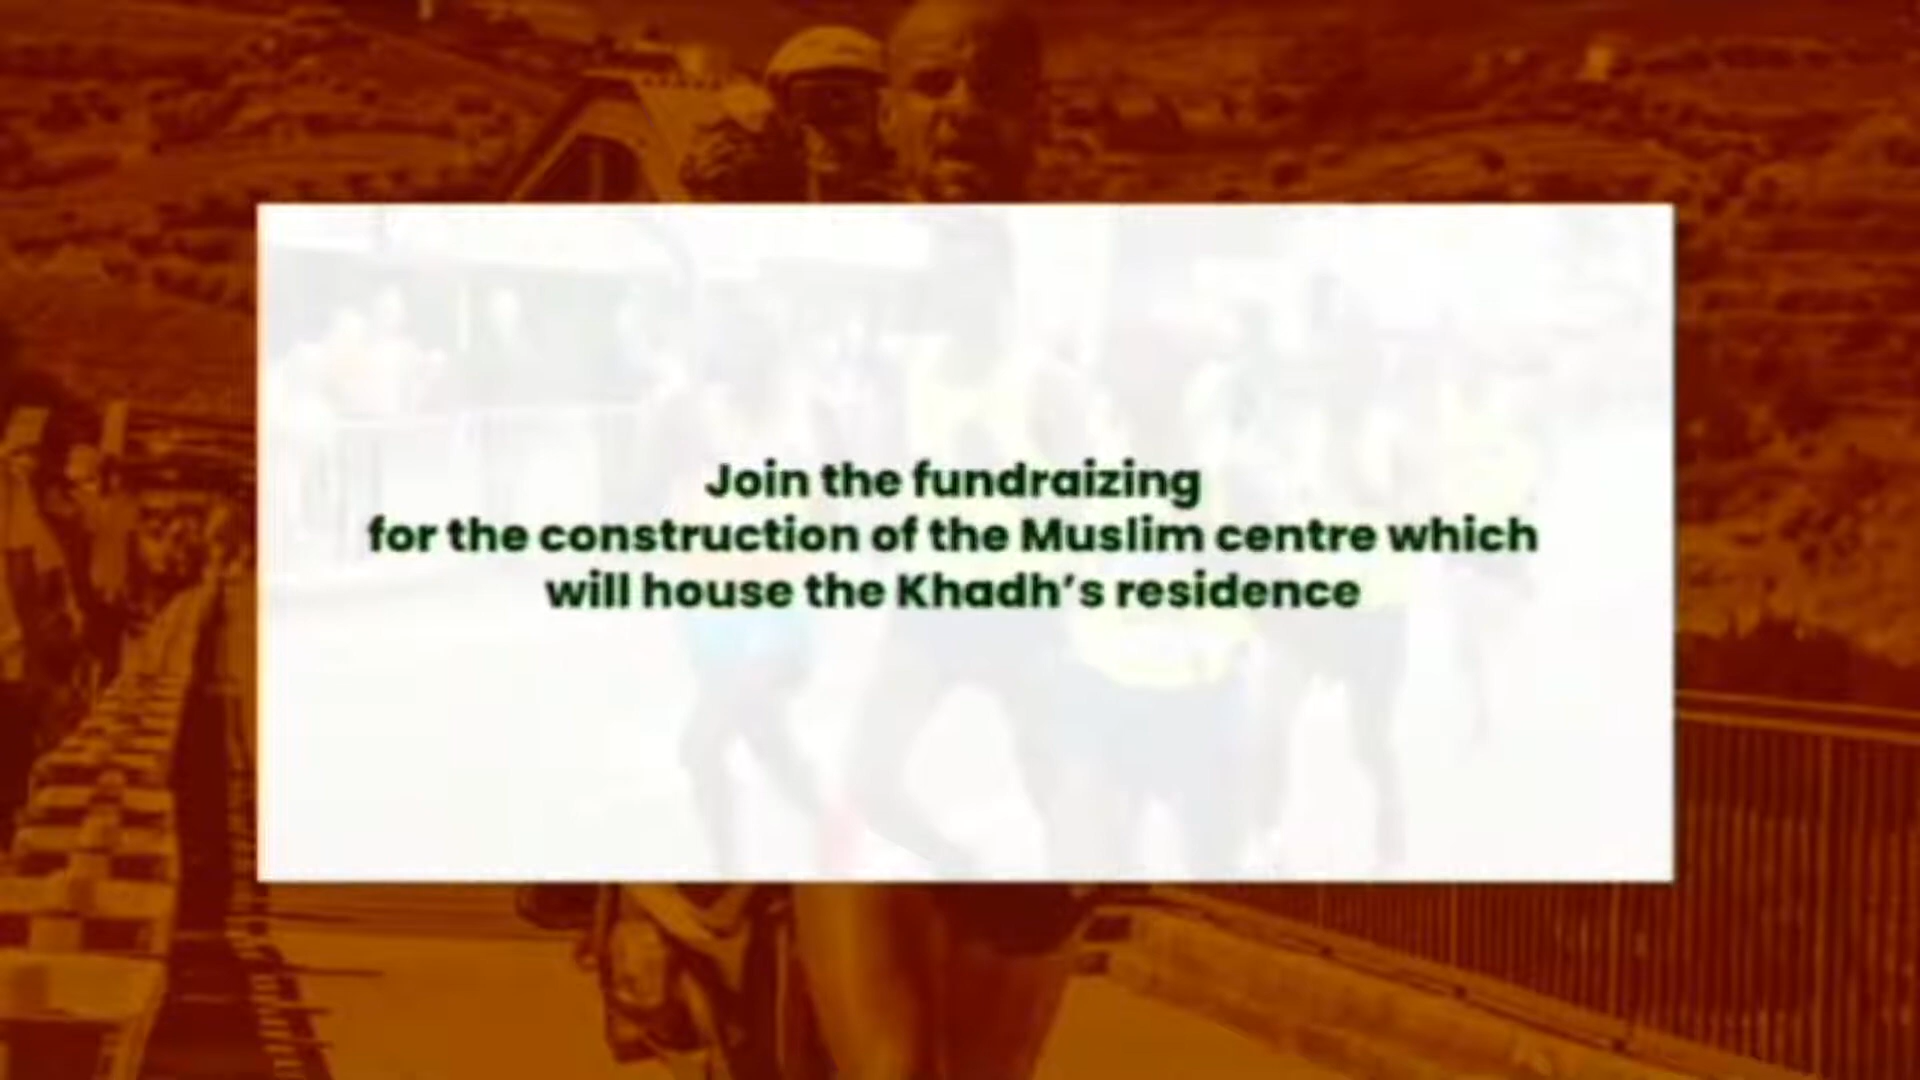 Join the fundraizing
for the construction of the Muslim centre which
will house the Khadh’s residence